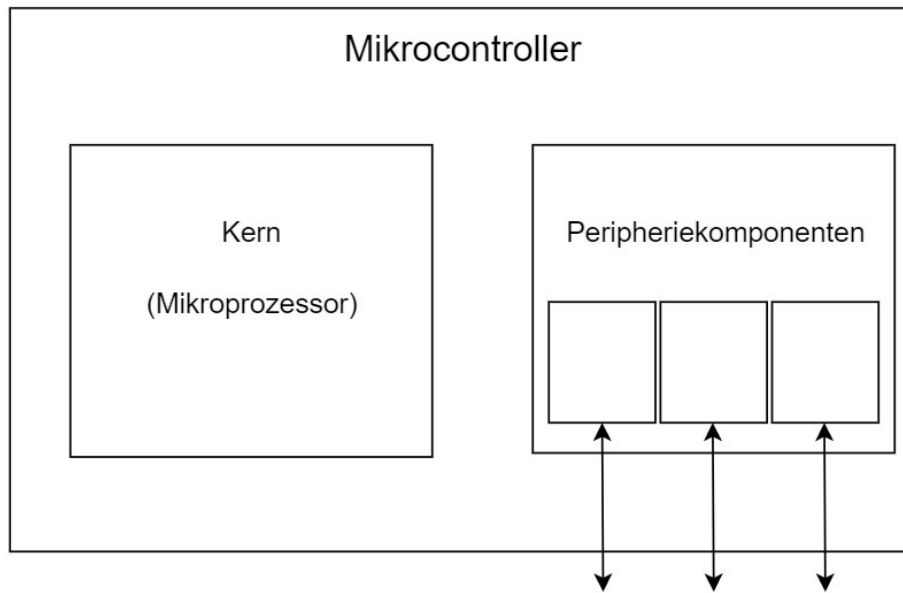 Mikrocontroller
Kern
(Mikroprozessor)
Peripheriekomponenten